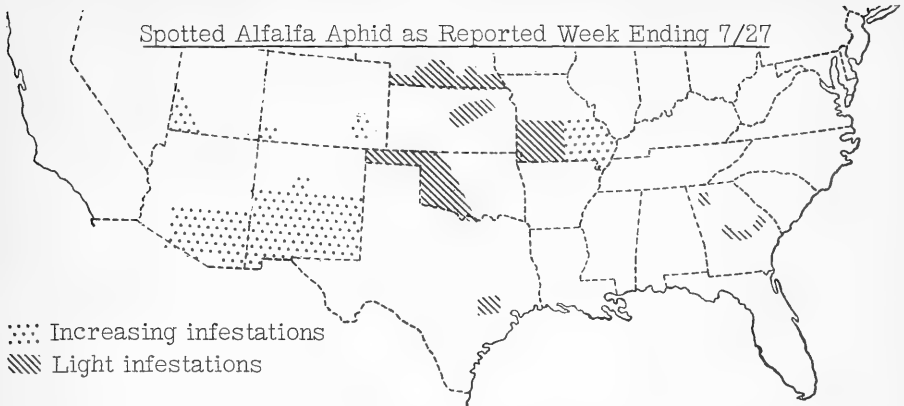 Spotted Alfalfa Aphid as Reported Week Ending 7/27
Increasing infestations
Light infestations